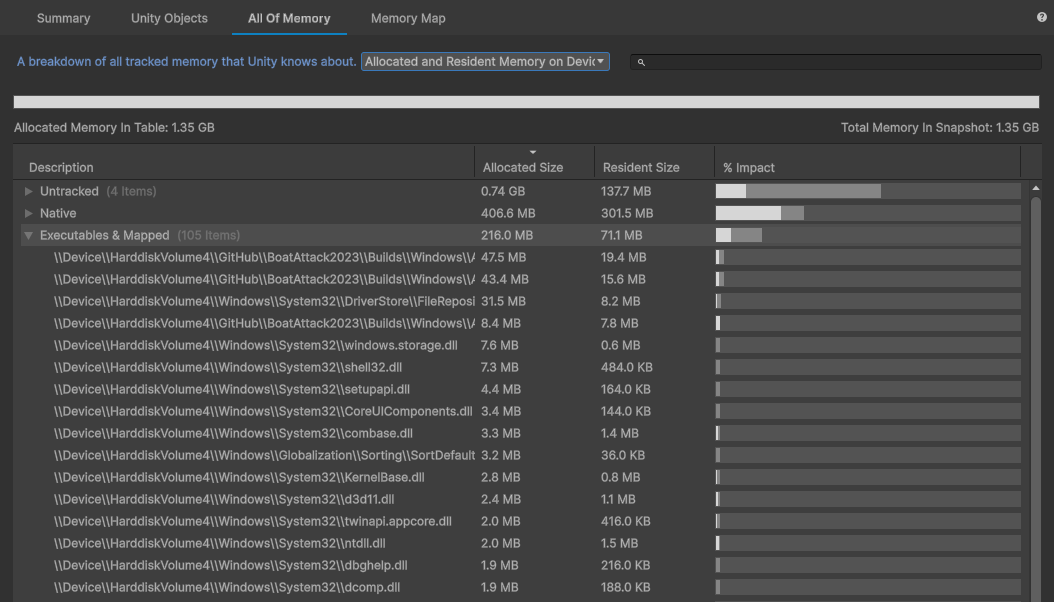 Summary Unity Objects All Of Memory Memory Map ?
A breakdown of all tracked memory that Unity knows about. Allocated and Resident Memory on Devic
Allocated Memory In Table: 1.35 GB Total Memory In Snapshot: 1.35 GB
Description Allocated Size Resident Size % Impact
Untracked (4 Items) 0.74 GB 137.7 MB
Native 406.6 MB 301.5 MB
Executables & Mapped (105 Items) 216.0 MB 71.1 MB
\\Device\\HarddiskVolume4\\GitHub\\BoatAttack2023\\Builds\\Windows\\A 47.5 MB 19.4 MB
\\Device\\HarddiskVolume4\\GitHub\\BoatAttack2023\\Builds\\Windows\\A 43.4 MB 15.6 MB
\\Device\\HarddiskVolume4\\Windows\\System32\\DriverStore\\FileReposi 31.5 MB 8.2 MB
\\Device\\HarddiskVolume4\\GitHub\\BoatAttack2023\\Builds\\Windows\\A 8.4 MB 7.8 MB
\\Device\\HarddiskVolume4\\Windows\\System32\\windows.storage.dll 7.6 MB 0.6 MB
\\Device\\HarddiskVolume4\\Windows\\System32\\shell32.dll 7.3 MB 484.0 KB
\\Device\\HarddiskVolume4\\Windows\\System32\\setupapi.dll 4.4 MB 164.0 KB
\\Device\\HarddiskVolume4\\Windows\\System32\\CoreUIComponents.dll 3.4 MB 144.0 KB
\\Device\\HarddiskVolume4\\Windows\\System32\\combase.dll 3.3 MB 1.4 MB
\\Device\\HarddiskVolume4\\Windows\\Globalization\\Sorting\\SortDefault 3.2 MB 36.0 KB
\\Device\\HarddiskVolume4\\Windows\\System32\\KernelBase.dll 2.8 MB 0.8 MB
\\Device\\HarddiskVolume4\\Windows\\System32\\d3d11.dll 2.4 MB 1.1 MB
\\Device\\HarddiskVolume4\\Windows\\System32\\twinapi.appcore.dll 2.0 MB 416.0 KB
\\Device\\HarddiskVolume4\\Windows\\System32\\ntdll.dll 2.0 MB 1.5 MB
\\Device\\HarddiskVolume4\\Windows\\System32\\dbghelp.dll 1.9 MB 216.0 KB
\\Device\\HarddiskVolume4\\Windows\\System32\\dcomp.dll 1.9 MB 188.0 KB